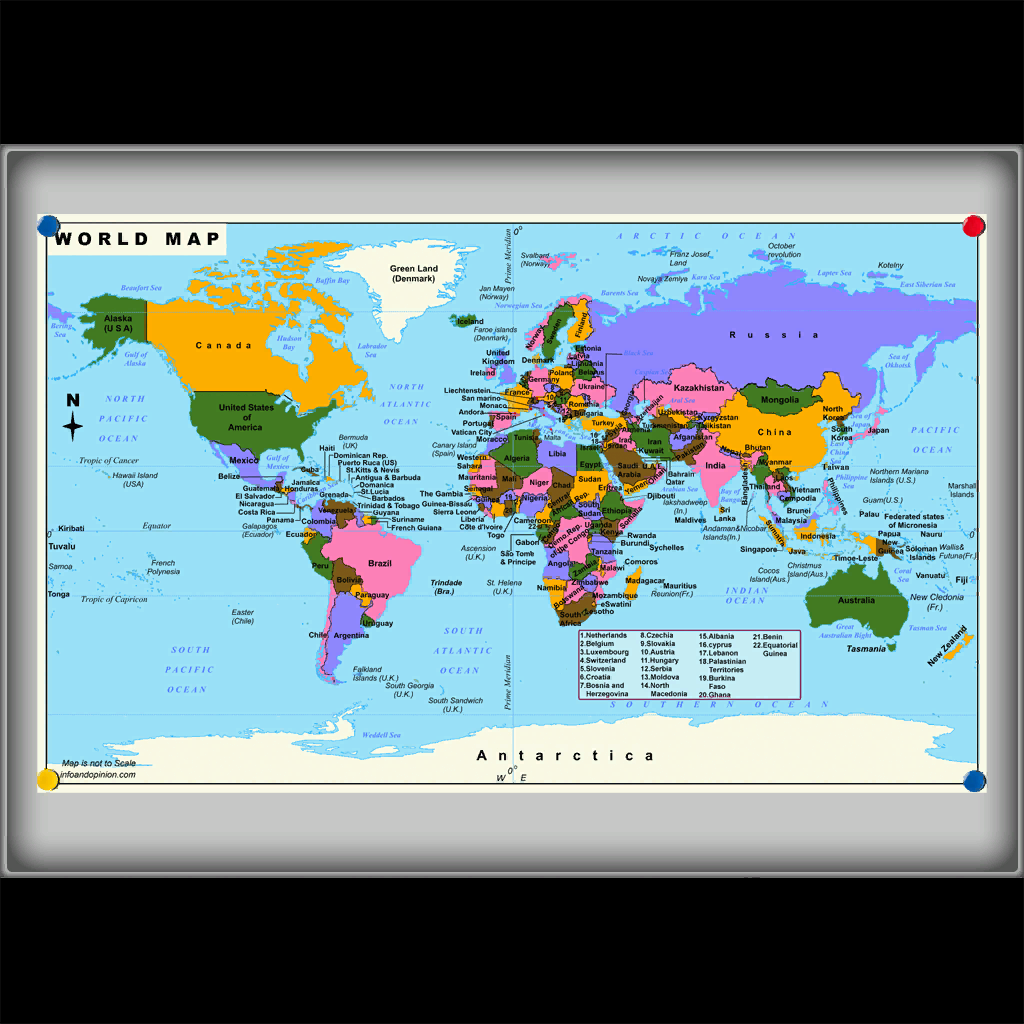 WORLD MAP
0°
Prime Meridian
ARCTIC OCEAN
October
revolution
Svalbard
(Norway)
Franz Josef
Land
Kotelny
Green Land
(Denmark)
Novaya Zemlya
Kara Sea
Laptev Sea
East Siberian Sea
Baffin Bay
Beaufort Sea
Jan Mayen
(Norway)
Barents Sea
Norwegian Sea
Alaska
(U S A)
Bering
Sea
Iceland
Faroe islands
(Denmark)
Norway
Sweden
Finland
Russia
Canada
Hudson
Bay
Labrador
Sea
Gulf of
Alaska
United
Kingdom
Ireland
Denmark
Estonia
Latvia
Lithuania
Belarus
Black Sea
Caspian Sea
Sea of
Okhotsk
Germany
Poland
Ukraine
Kazakhstan
Aral Sea
Mongolia
Liechtenstein
San marino
Monaco
Andorra
Portugal
Vatican City
France
Spain
Romania
Bulgaria
Turkey
Georgia
Armenia
Azerbaijan
Uzbekistan
Turkmenistan
Kyrgyzstan
Tajikistan
China
North
Korea
South
Korea
Sea of
Japan
Japan
East
China
Sea
N
NORTH
PACIFIC
OCEAN
United States
of
America
NORTH
ATLANTIC
OCEAN
PACIFIC
OCEAN
Tropic of Cancer
Hawaii Island
(USA)
Mexico
Gulf of
Mexico
Bermuda
(UK)
Canary Island
(Spain)
Morocco
Tunisia
Malta
Algeria
Libia
Egypt
Israel
Jordan
Iraq
Iran
Kuwait
Afganistan
Pakistan
Nepal
Bhutan
Bangladesh
India
Myanmar
Laos
Thailand
Vietnam
Cambodia
Taiwan
Philippines
Philippine
Sea
Northern Mariana
Islands(U.S.)
Guam(U.S.)
Marshall
Islands
Haiti
Dominican Rep.
Puerto Ruca (US)
St.Kitts & Nevis
Antigua & Barbuda
Domanica
St.Lucia
Barbados
Trinidad & Tobago
Guyana
Suriname
French Guiana
Cuba
Jamaica
Grenada
Belize
Guatemala
Honduras
El Salvador
Nicaragua
Costa Rica
Panama
Venezuela
Colombia
Galapagos
(Ecuador)
Ecuador
Western
Sahara
Mauritania
Senegal
The Gambia
Guinea-Bissau
Guinea
Sierra Leone
Liberia
Côte d'Ivoire
Togo
Mali
Niger
Nigeria
Chad
Sudan
South
Sudan
Central
African Rep.
Eritrea
Djibouti
Ethiopia
Somalia
Saudi
Arabia
U.A.E
Yemen
Oman
Bahrain
Qatar
Arabian Sea
lakshadweep
(In.)
Maldives
Bay of
Bangal
Sri
Lanka
Andaman&Nicobar
Islands(In.)
Brunei
Malaysia
Singapore
Sumatra
Java
Indonesia
Palau
Federated states
of Micronesia
Nauru
Papua
New
Guinea
Soloman
Islands
Wallis&
Futuna(Fr.)
0°
Kiribati
Tuvalu
Samoa
Tonga
Equator
French
Polynesia
Tropic of Capricon
Easter
(Chile)
Peru
Brazil
Bolivia
Paraguay
Uruguay
Chile
Argentina
Ascension
(U.K.)
Trindade
(Bra.)
St. Helena
(U.K.)
Cameroon
Gabon
São Tomb
& Principe
Congo
Demo.Rep.
of the Congo
Uganda
Kenya
Rwanda
Burundi
Tanzania
Sychelles
Comoros
Angola
Zambia
Malawi
Zimbabwe
Mozambique
Namibia
Botswana
eSwatini
Lesotho
South
Africa
Madagascar
Mauritius
Reunion(Fr.)
INDIAN
OCEAN
Cocos
Island(Aus.)
Christmus
Island(Aus.)
Timoe-Leste
Coral
Sea
Vanuatu
Fiji
New Cledonia
(Fr.)
Australia
Great
Australian Bight
Tasman Sea
Tasmania
New Zealand
SOUTH
PACIFIC
OCEAN
SOUTH
ATLANTIC
OCEAN
Falkland
Islands (U.K.)
South Georgia
(U.K.)
South Sandwich
(U.K.)
Prime Meridian
1.Netherlands
2.Belgium
3.Luxembourg
4.Switzerland
5.Slovenia
6.Croatia
7.Bosnia and
Herzegovina
8.Czechia
9.Slovakia
10.Austria
11.Hungary
12.Serbia
13.Moldova
14.North
Macedonia
15.Albania
16.cyprus
17.Lebanon
18.Palastinian
Territories
19.Burkina
Faso
20.Ghana
21.Benin
22.Equatorial
Guinea
SOUTHERN OCEAN
Weddell Sea
Antarctica
Map is not to Scale
infoandopinion.com
0°
W E